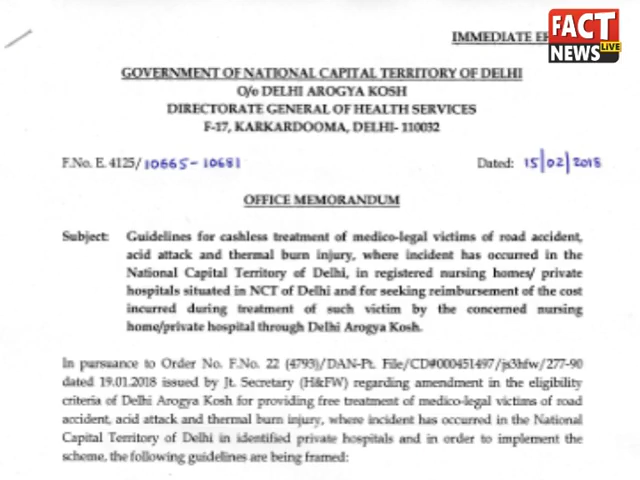 FACT
NEWS LIVE
IMMEDIATE
GOVERNMENT OF NATIONAL CAPITAL TERRITORY OF DELHI
O/o DELHI AROGYA KOSH
DIRECTORATE GENERAL OF HEALTH SERVICES
F-17, KARKARDOOMA, DELHI- 110032
F.No. E. 4125/10665-10681 Dated: 15/02/2018
OFFICE MEMORANDUM
Subject: Guidelines for cashless treatment of medico-legal victims of road accident,
acid attack and thermal burn injury, where incident has occurred in the
National Capital Territory of Delhi, in registered nursing homes/ private
hospitals situated in NCT of Delhi and for seeking reimbursement of the cost
incurred during treatment of such victim by the concerned nursing
home/private hospital through Delhi Arogya Kosh.
In pursuance to Order No. F.No. 22 (4793)/DAN-Pt. File/CD#000451497/js3hfw/277-90
dated 19.01.2018 issued by Jt. Secretary (H&FW) regarding amendment in the eligibility
criteria of Delhi Arogya Kosh for providing free treatment of medico-legal victims of road
accident, acid attack and thermal burn injury, where incident has occurred in the National
Capital Territory of Delhi in identified private hospitals and in order to implement the
scheme, the following guidelines are being framed: